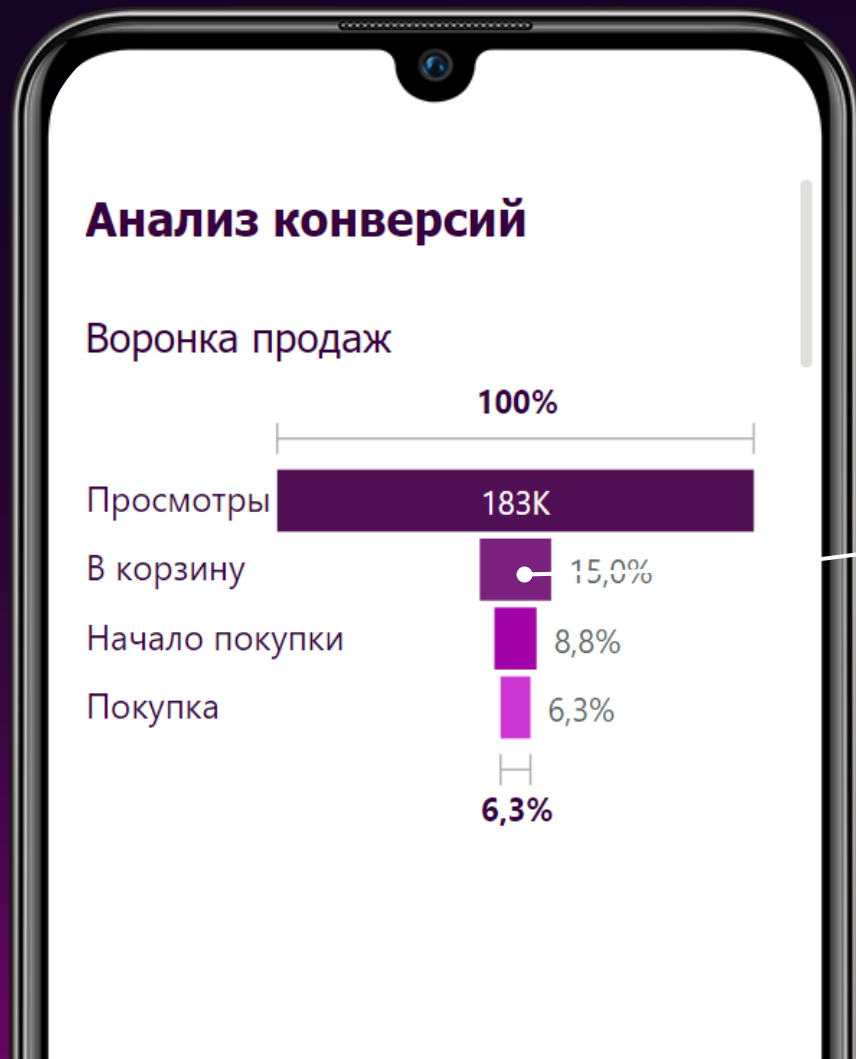 Анализ конверсий
Воронка продаж
100%
Просмотры 183K
В корзину 15,0%
Начало покупки 8,8%
Покупка 6,3%
6,3%